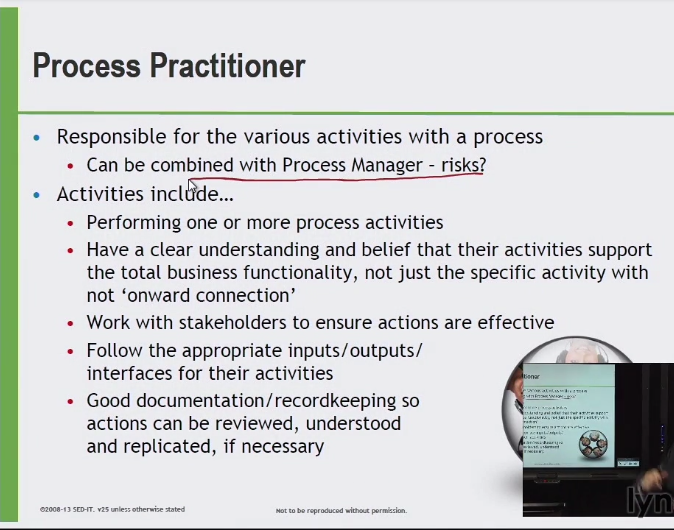 Process Practitioner
Responsible for the various activities with a process
Can be combined with Process Manager – risks?
Activities include…
Performing one or more process activities
Have a clear understanding and belief that their activities support
the total business functionality, not just the specific activity with
not ‘onward connection’
Work with stakeholders to ensure actions are effective
Follow the appropriate inputs/outputs/
interfaces for their activities
Good documentation/recordkeeping so
actions can be reviewed, understood
and replicated, if necessary
©2008-13 SED-IT. v25 unless otherwise stated
Not to be reproduced without permission.
lyn